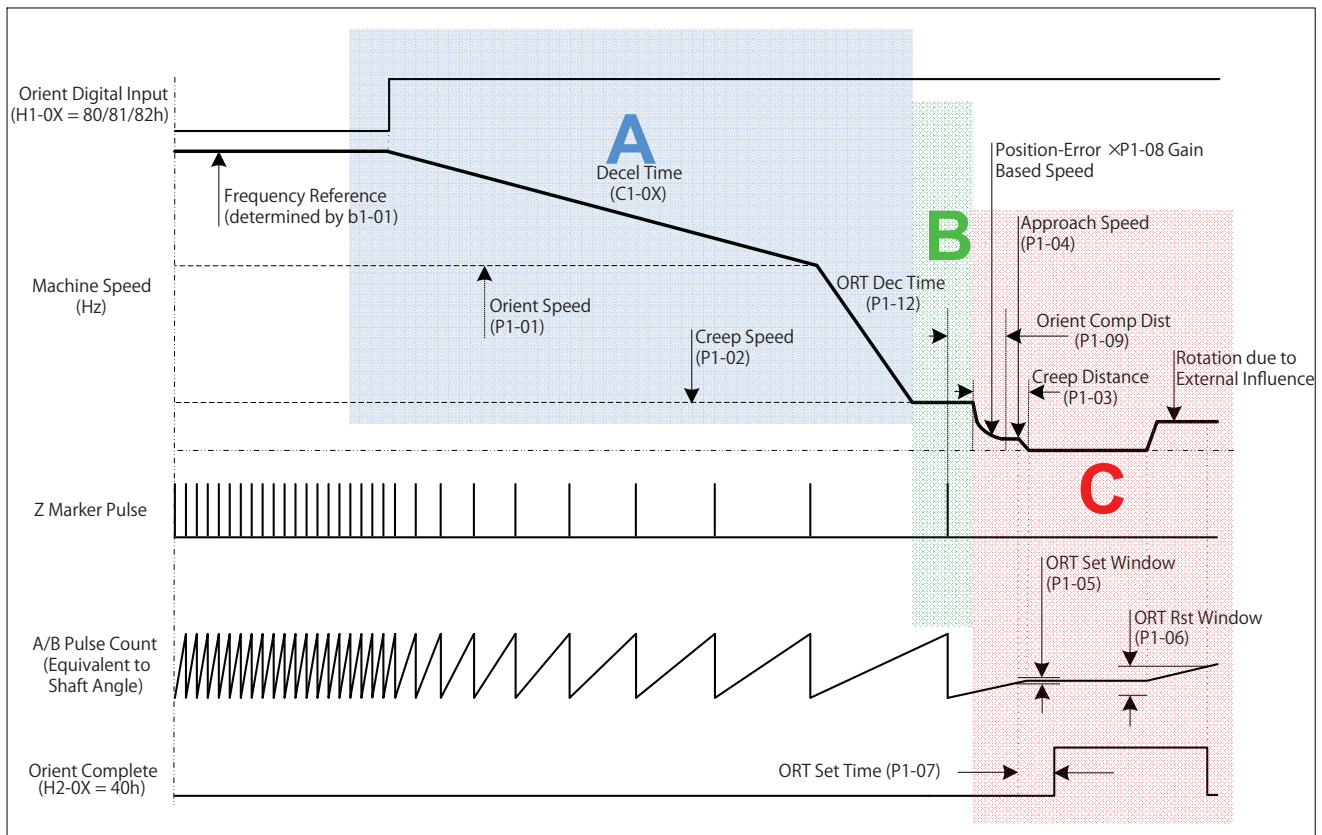 Orient Digital Input
(H1-0X = 80/81/82h)
A
Decel Time
(C1-0X)
Frequency Reference
(determined by b1-01)
Position-Error ×P1-08 Gain
Based Speed
B
Approach Speed
(P1-04)
Machine Speed
(Hz)
Orient Speed
(P1-01)
ORT Dec Time
(P1-12)
Creep Speed
(P1-02)
Orient Comp Dist
(P1-09)
Creep Distance
(P1-03)
Rotation due to
External Influence
C
Z Marker Pulse
A/B Pulse Count
(Equivalent to
Shaft Angle)
ORT Set Window
(P1-05)
ORT Rst Window
(P1-06)
Orient Complete
(H2-0X = 40h)
ORT Set Time (P1-07)